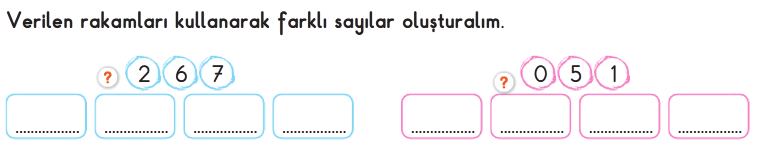 Verilen rakamları kullanarak farklı sayılar oluşturalım.
? 2 6 7
? 0 5 1
................ ................ ................ ................
................ ................ ................ ................